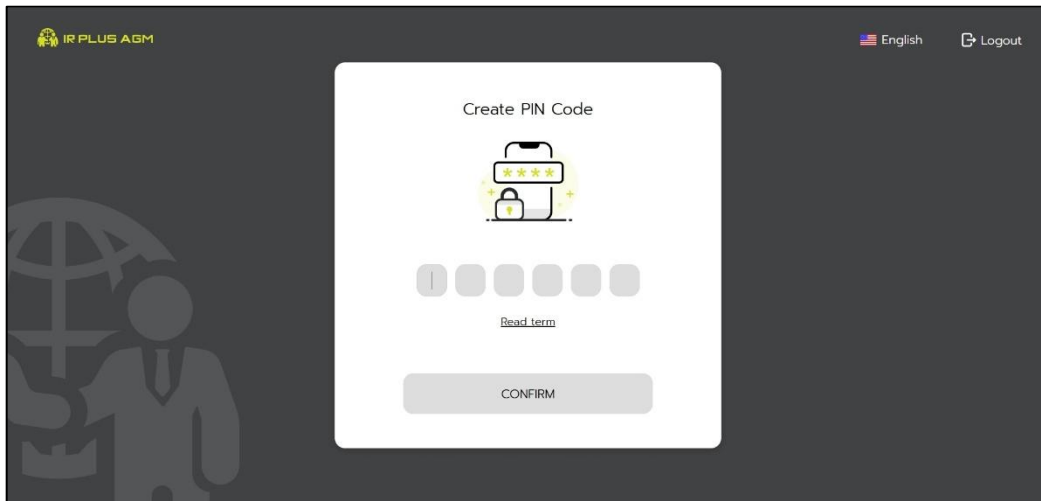 IR PLUS AGM
English
Logout
Create PIN Code
****
Read term
CONFIRM